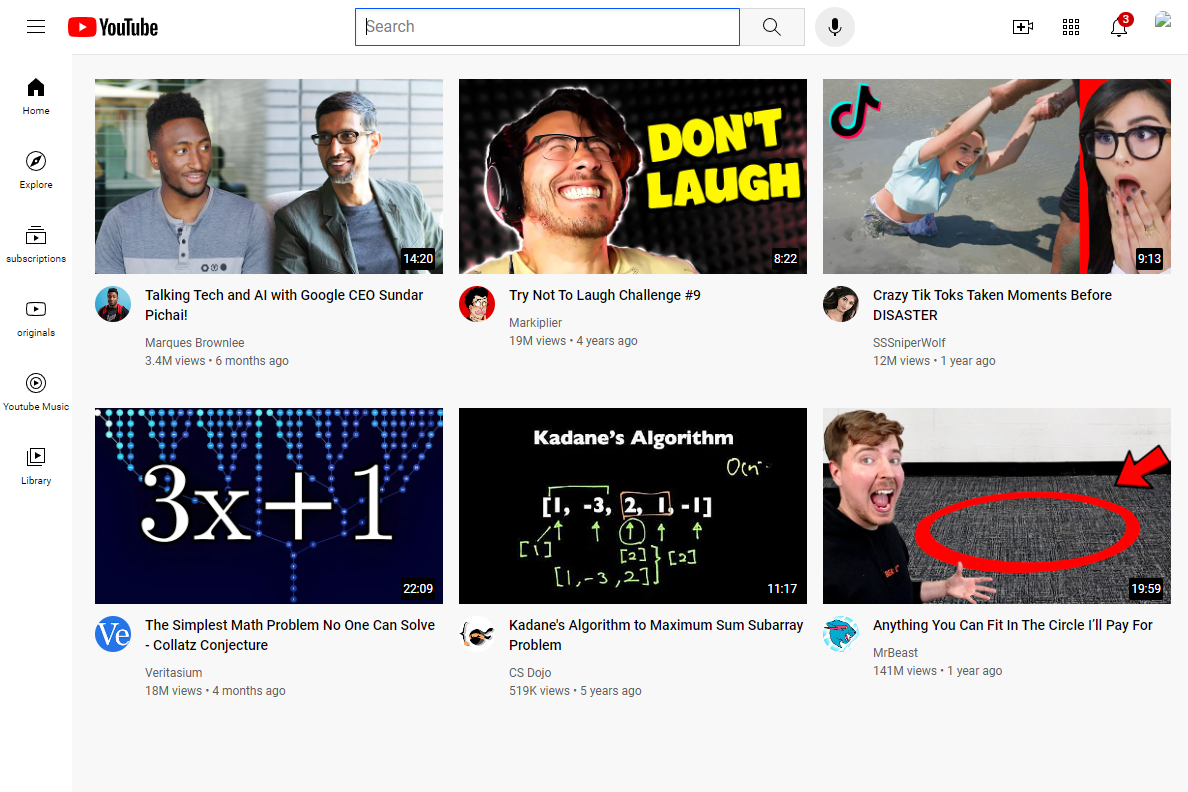 YouTube
Search
3
Home
Explore
subscriptions
originals
Youtube Music
Library
14:20
Talking Tech and AI with Google CEO Sundar
Pichai!
Marques Brownlee
3.4M views • 6 months ago
DON'T
LAUGH
8:22
Try Not To Laugh Challenge #9
Markiplier
19M views • 4 years ago
9:13
Crazy Tik Toks Taken Moments Before
DISASTER
SSSniperWolf
12M views • 1 year ago
3x+1
22:09
Ve
The Simplest Math Problem No One Can Solve
- Collatz Conjecture
Veritasium
18M views • 4 months ago
Kadane's Algorithm
[1, -3, 2, 1, -1]
[1]
[2]
[2]
[1,-3,2]
11:17
Kadane's Algorithm to Maximum Sum Subarray
Problem
CS Dojo
519K views • 5 years ago
19:59
Anything You Can Fit In The Circle I’ll Pay For
MrBeast
141M views • 1 year ago